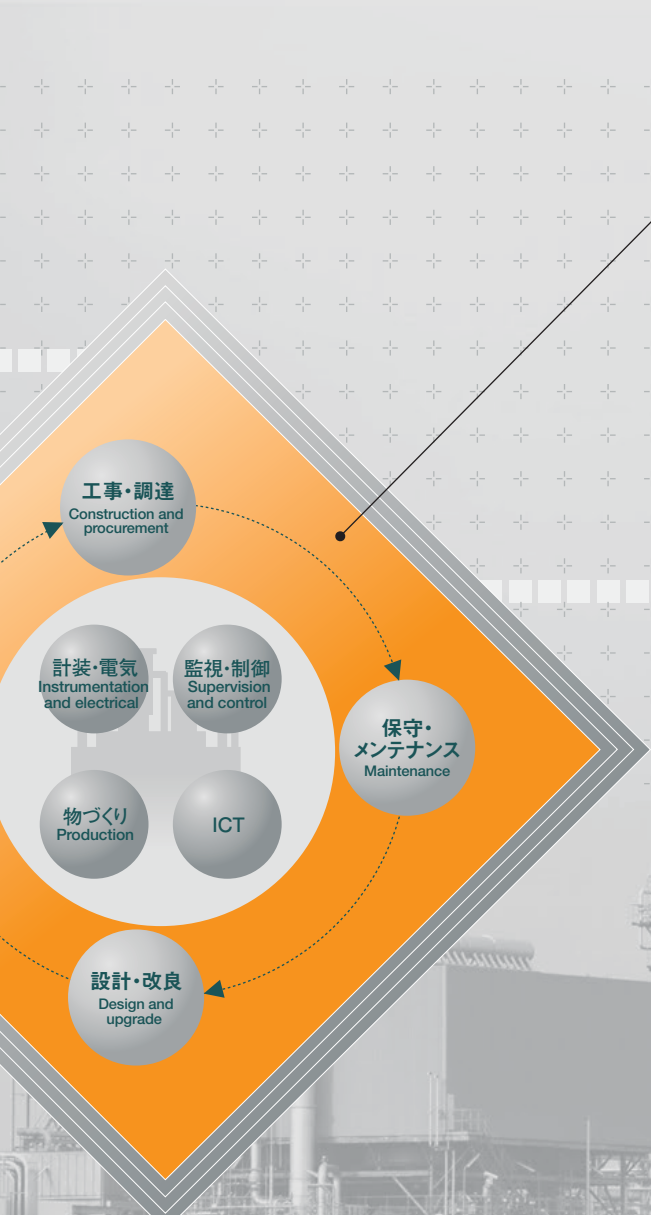 工事・調達
Construction and
procurement
計装・電気
Instrumentation
and electrical
監視・制御
Supervision
and control
保守・
メンテナンス
Maintenance
物づくり
Production
ICT
設計・改良
Design and
upgrade